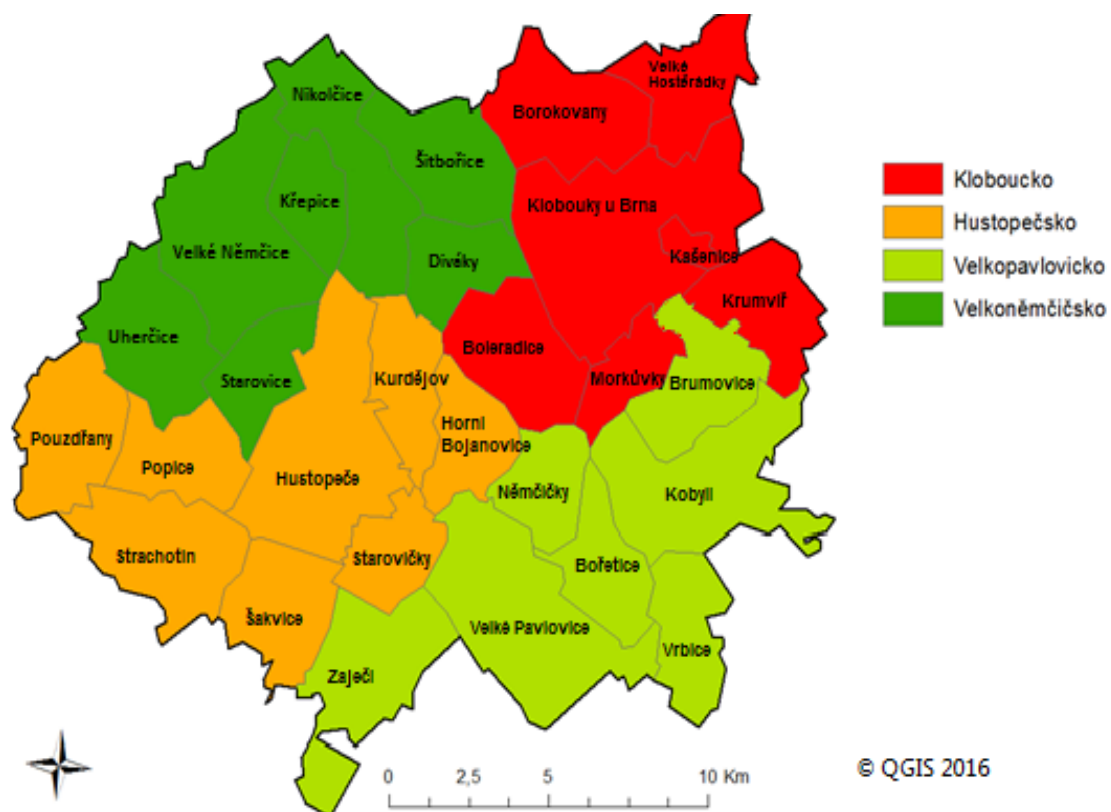 Nikolčice
Velké
Hostěrádky
Borokovany
Šitbořice
Křepice
Klobouky u Brna
Velké Němčice
Diváky
Kašenice
Krumvíř
Uherčice
Boleradice
Starovice
Kurdějov
Morkůvky
Brumovice
Horní
Bojanovice
Pouzdřany
Popice
Hustopeče
Němčičky
Kobylí
Strachotín
Starovičky
Bořetice
Šakvice
Velké Pavlovice
Vrbice
Zaječí
Kloboucko
Hustopečsko
Velkopavlovicko
Velkoněmčičsko
0 2,5 5 10 Km
© QGIS 2016